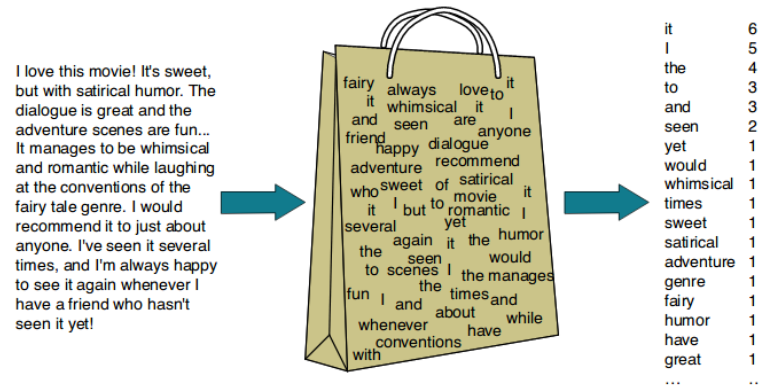 I love this movie! It's sweet,
but with satirical humor. The
dialogue is great and the
adventure scenes are fun...
It manages to be whimsical
and romantic while laughing
at the conventions of the
fairy tale genre. I would
recommend it to just about
anyone. I've seen it several
times, and I'm always happy
to see it again whenever I
have a friend who hasn't
seen it yet!
fairy always love to it
it whimsical it I
and seen are anyone
friend happy dialogue
adventure recommend
who sweet of satirical
it I but to romantic I movie it
several yet
again it the humor
the seen would
to scenes I the manages
fun I and the times and
about while
whenever have
conventions
with
it 6
I 5
the 4
to 3
and 3
seen 2
yet 1
would 1
whimsical 1
times 1
sweet 1
satirical 1
adventure 1
genre 1
fairy 1
humor 1
have 1
great 1
... ..